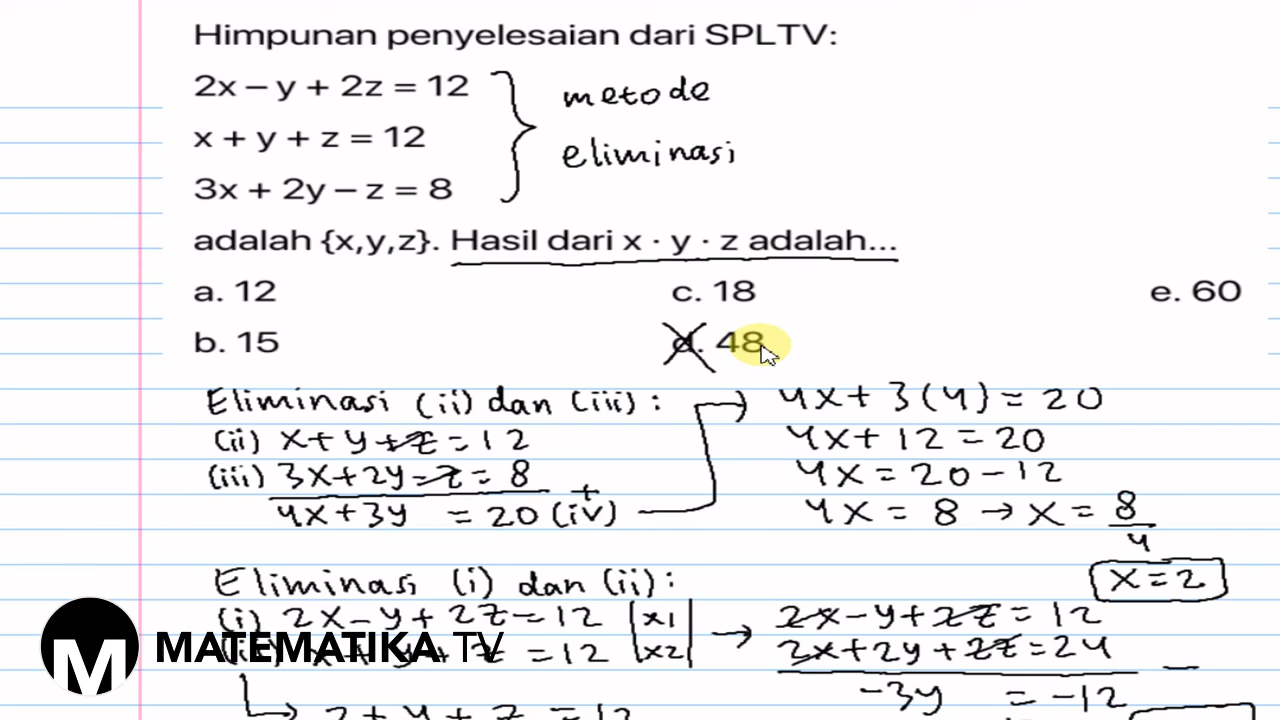 Himpunan penyelesaian dari SPLTV:
2x – y + 2z = 12
x + y + z = 12
3x + 2y – z = 8
metode
eliminasi
adalah {x,y,z}. Hasil dari x · y · z adalah...
a. 12
c. 18
e. 60
b. 15
d. 48
Eliminasi (ii) dan (iii) :
(ii) x + y + z = 12
(iii) 3x + 2y - z = 8
+
4x + 3y = 20 (iv)
4x + 3(4) = 20
4x + 12 = 20
4x = 20 - 12
4x = 8 → x = 8/4
x = 2
Eliminasi (i) dan (ii) :
(i) 2x - y + 2z = 12 | x1 |
= 12 | x2 |
→ 2x - y + 2z = 12
2x + 2y + 2z = 24
-3y = -12
2 + y + z = 12
M MATEMATIKA TV